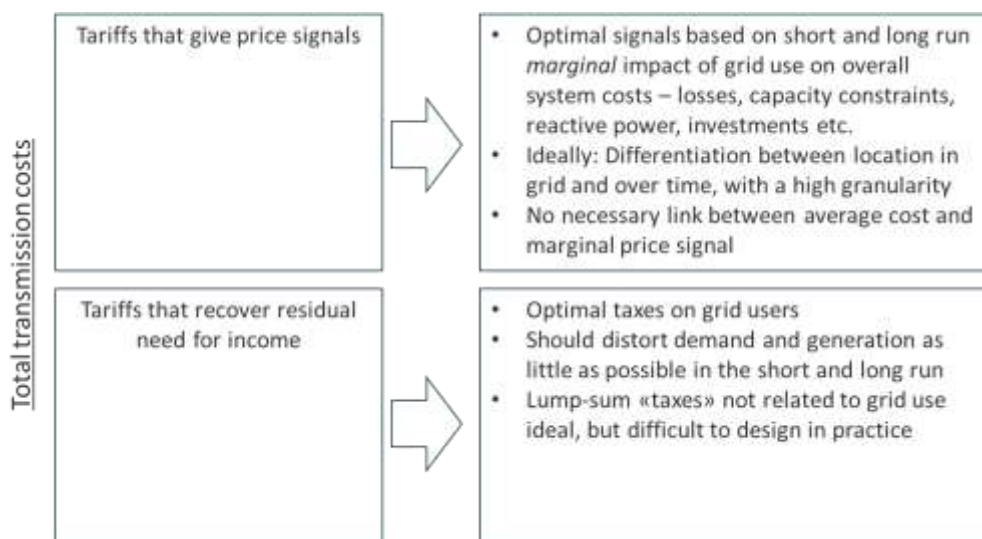 Total transmission costs
Tariffs that give price signals
• Optimal signals based on short and long run
marginal impact of grid use on overall
system costs – losses, capacity constraints,
reactive power, investments etc.
• Ideally: Differentiation between location in
grid and over time, with a high granularity
• No necessary link between average cost and
marginal price signal
Tariffs that recover residual
need for income
• Optimal taxes on grid users
• Should distort demand and generation as
little as possible in the short and long run
• Lump-sum «taxes» not related to grid use
ideal, but difficult to design in practice